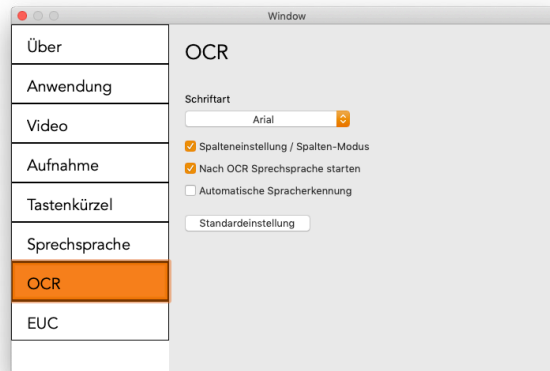 Window
Über
Anwendung
Video
Aufnahme
Tastenkürzel
Sprechsprache
OCR
EUC
OCR
Schriftart
Arial
Spalteneinstellung / Spalten-Modus
Nach OCR Sprechsprache starten
Automatische Spracherkennung
Standardeinstellung